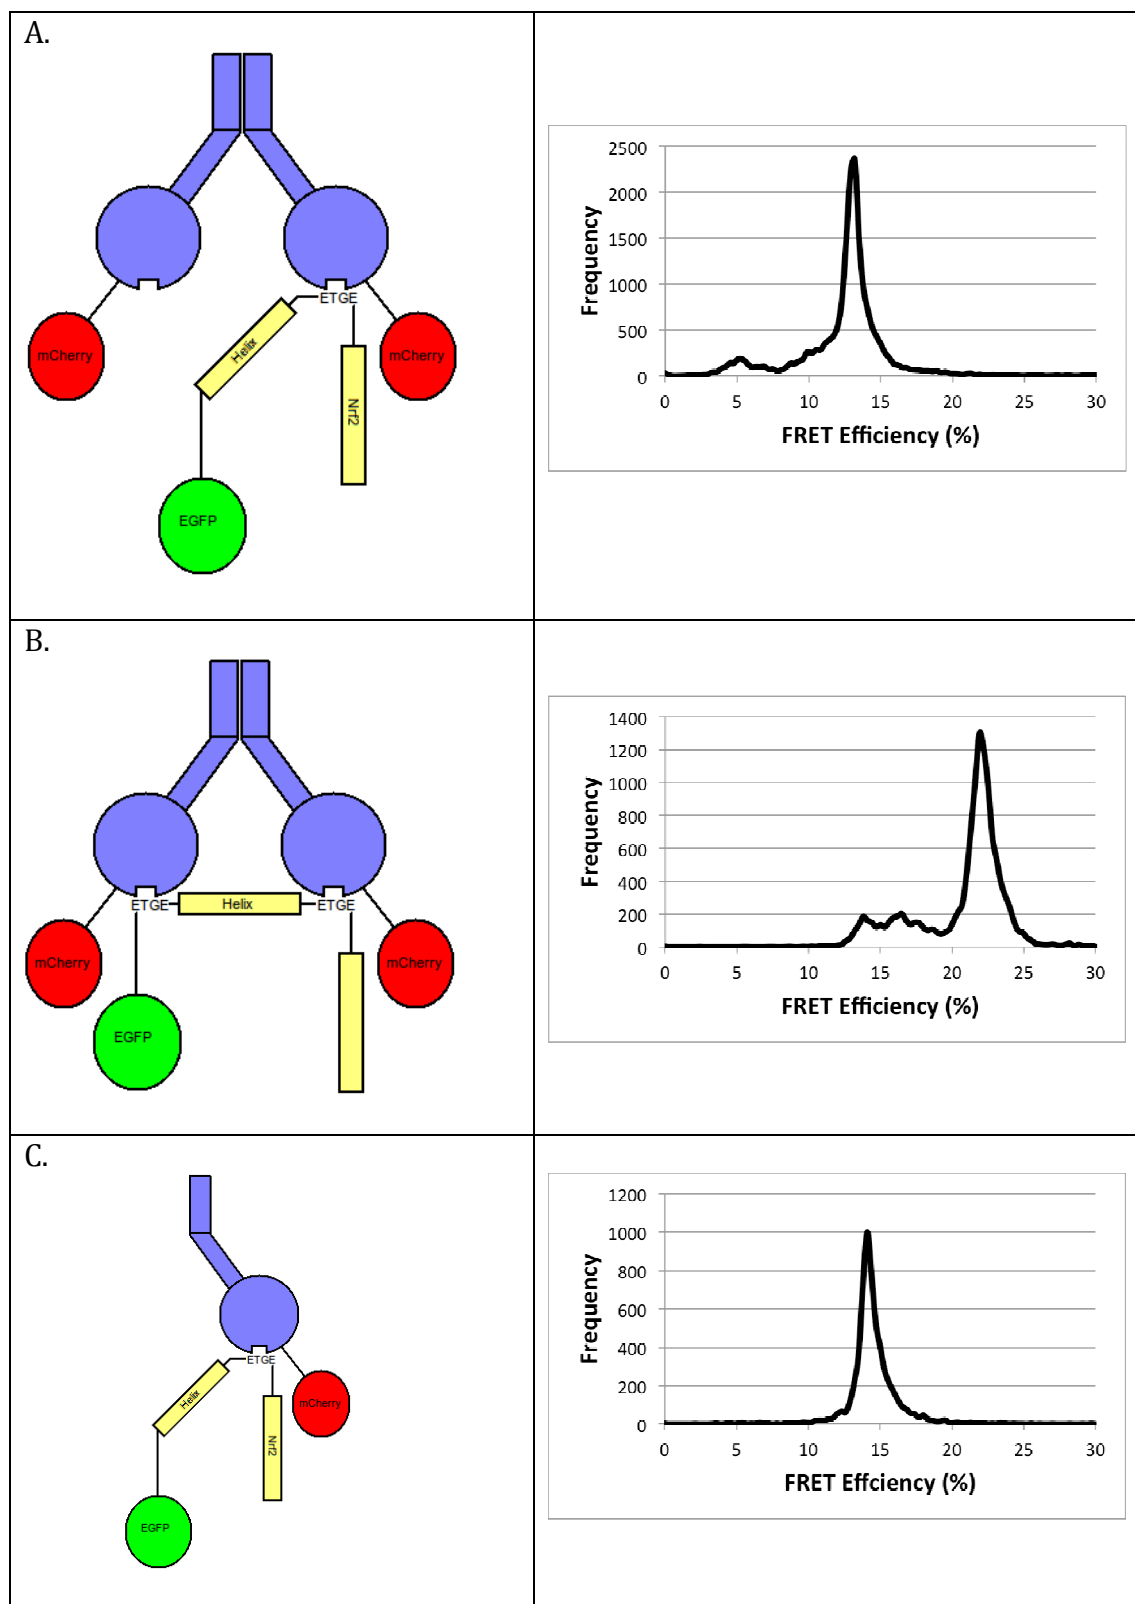 A.
mCherry
ETGE
mCherry
Helix
Nrf2
EGFP
2500
2000
1500
1000
500
0
Frequency
0 5 10 15 20 25 30
FRET Efficiency (%)
B.
ETGE
Helix
ETGE
mCherry
mCherry
EGFP
1400
1200
1000
800
600
400
200
0
Frequency
0 5 10 15 20 25 30
FRET Efficiency (%)
C.
ETGE
Helix
mCherry
Nrf2
EGFP
1200
1000
800
600
400
200
0
Frequency
0 5 10 15 20 25 30
FRET Effciency (%)